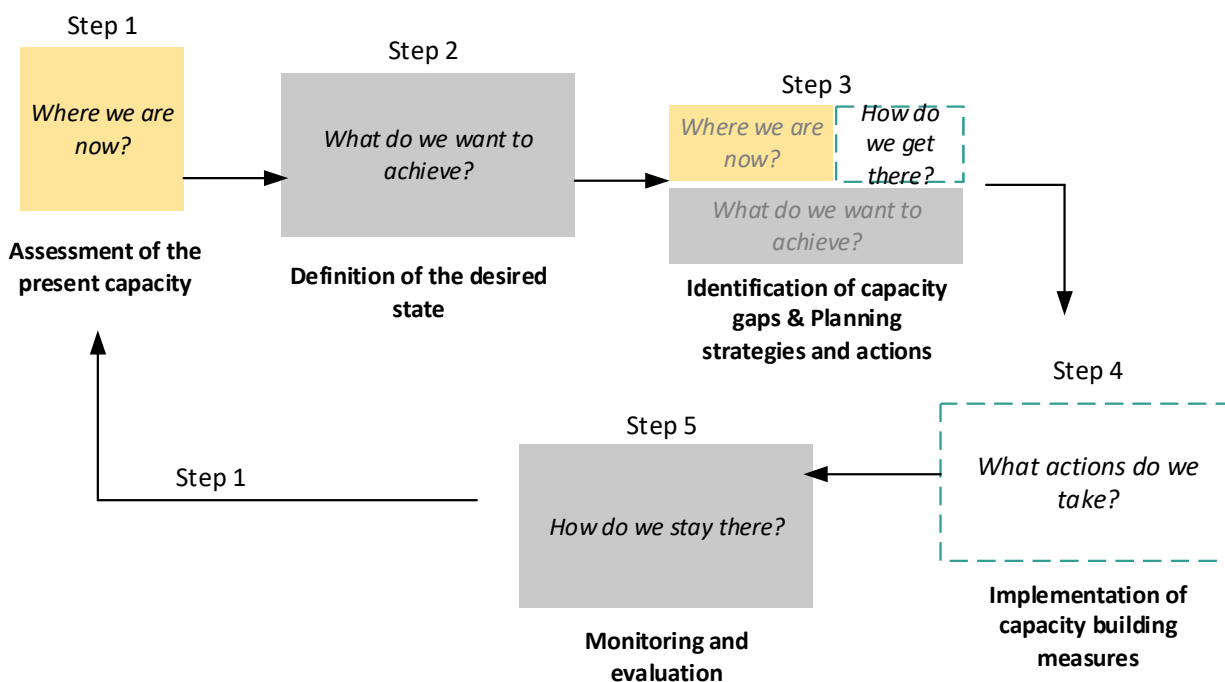 Step 1
Where we are
now?
Assessment of the
present capacity
Step 2
What do we want to
achieve?
Definition of the desired
state
Step 3
Where we are
now?
How do
we get
there?
What do we want to
achieve?
Identification of capacity
gaps & Planning
strategies and actions
Step 4
What actions do we
take?
Implementation of
capacity building
measures
Step 5
How do we stay there?
Monitoring and
evaluation
Step 1